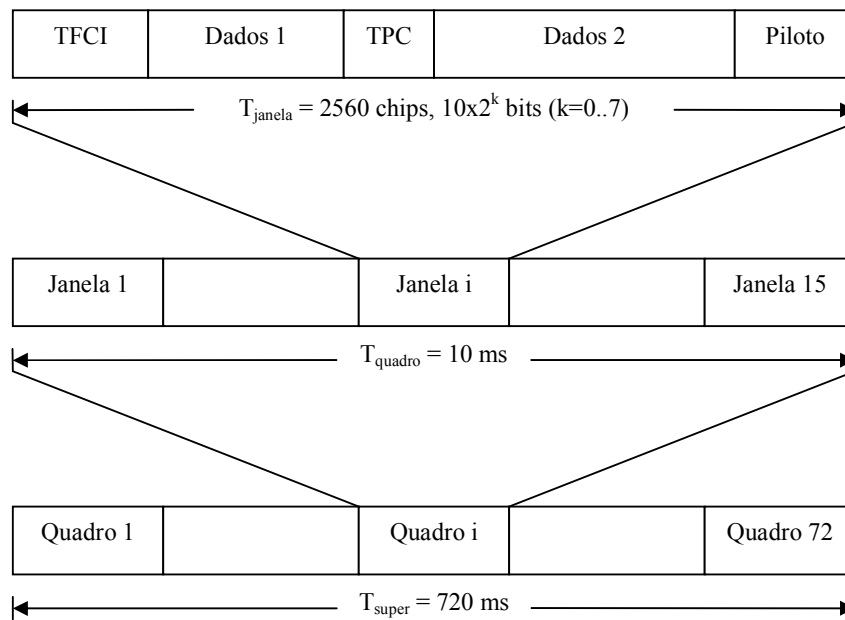 TFCI Dados 1 TPC Dados 2 Piloto
T_janela = 2560 chips, 10x2^k bits (k=0..7)
Janela 1 Janela i Janela 15
T_quadro = 10 ms
Quadro 1 Quadro i Quadro 72
T_super = 720 ms